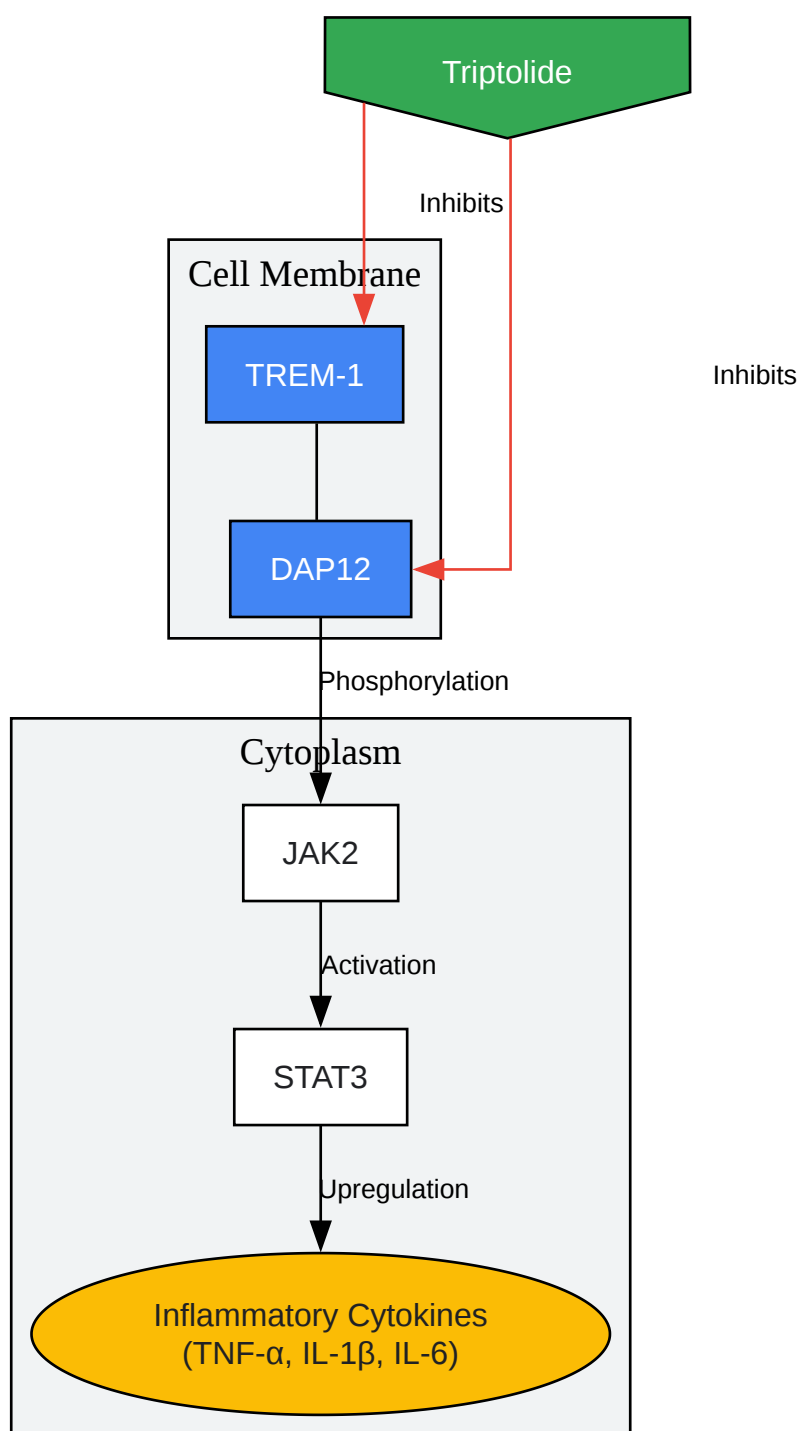 Triptolide
Inhibits
Cell Membrane
TREM-1
Inhibits
DAP12
Phosphorylation
Cytoplasm
JAK2
Activation
STAT3
Upregulation
Inflammatory Cytokines
(TNF-α, IL-1β, IL-6)